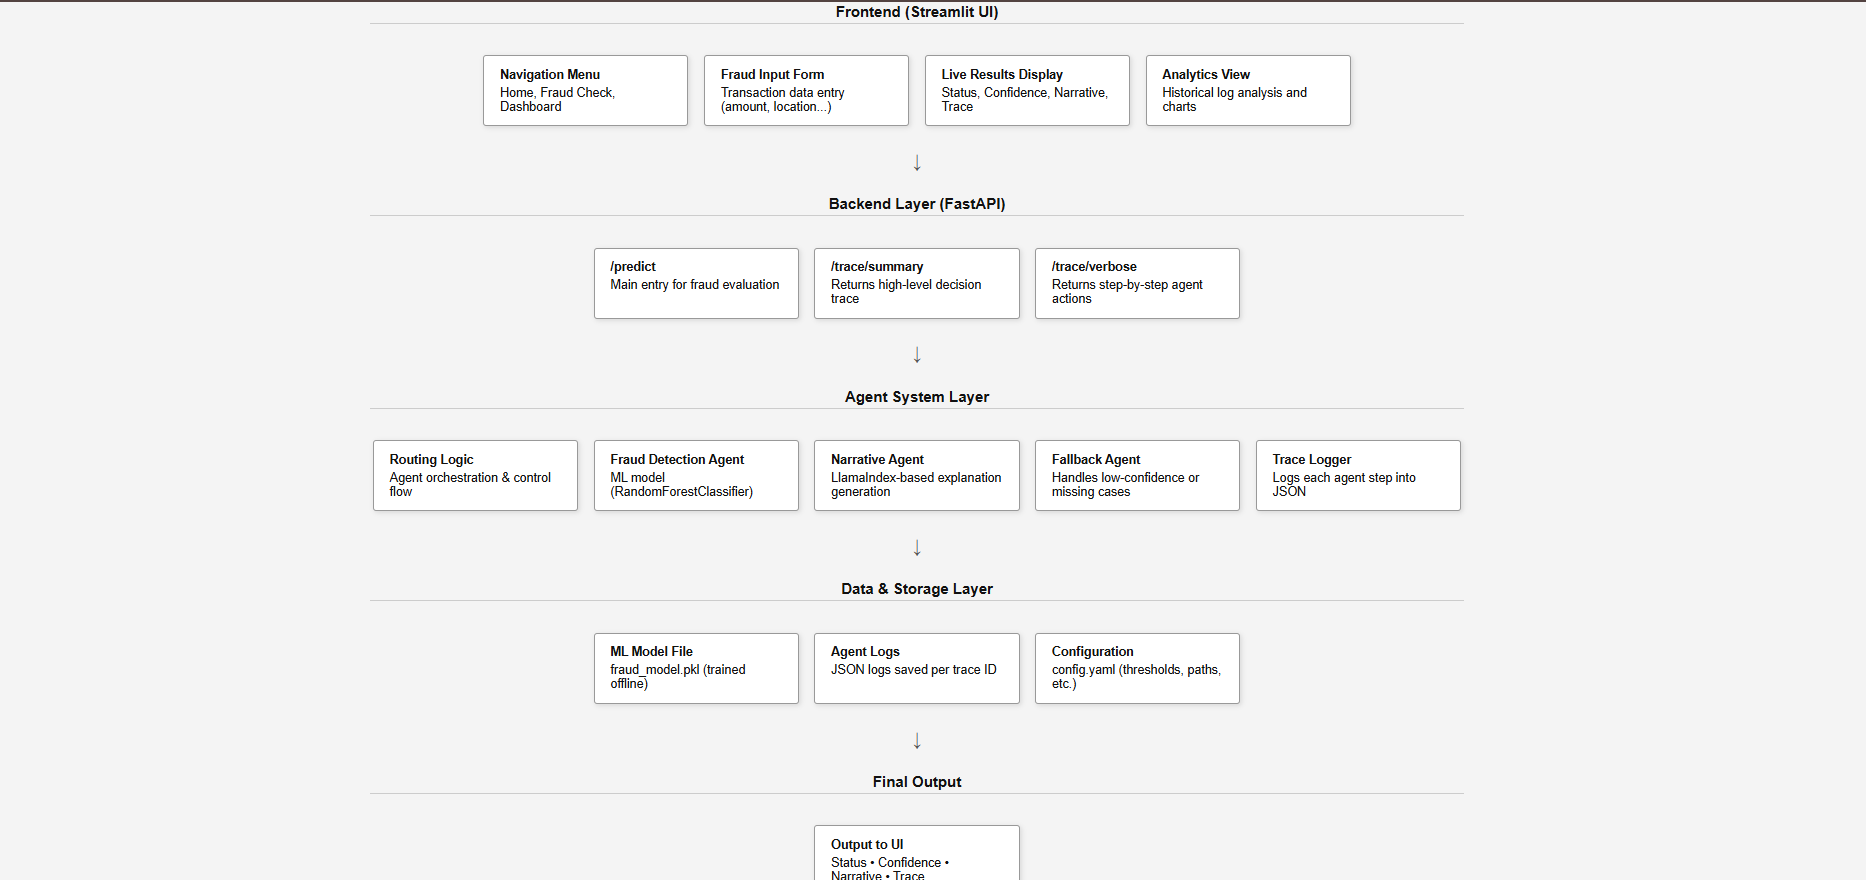 Frontend (Streamlit UI)
Navigation Menu
Home, Fraud Check,
Dashboard
Fraud Input Form
Transaction data entry
(amount, location...)
Live Results Display
Status, Confidence, Narrative,
Trace
Analytics View
Historical log analysis and
charts
↓
Backend Layer (FastAPI)
/predict
Main entry for fraud evaluation
/trace/summary
Returns high-level decision
trace
/trace/verbose
Returns step-by-step agent
actions
↓
Agent System Layer
Routing Logic
Agent orchestration & control
flow
Fraud Detection Agent
ML model
(RandomForestClassifier)
Narrative Agent
LlamaIndex-based explanation
generation
Fallback Agent
Handles low-confidence or
missing cases
Trace Logger
Logs each agent step into
JSON
↓
Data & Storage Layer
ML Model File
fraud_model.pkl (trained
offline)
Agent Logs
JSON logs saved per trace ID
Configuration
config.yaml (thresholds, paths,
etc.)
↓
Final Output
Output to UI
Status • Confidence •
Narrative • Trace